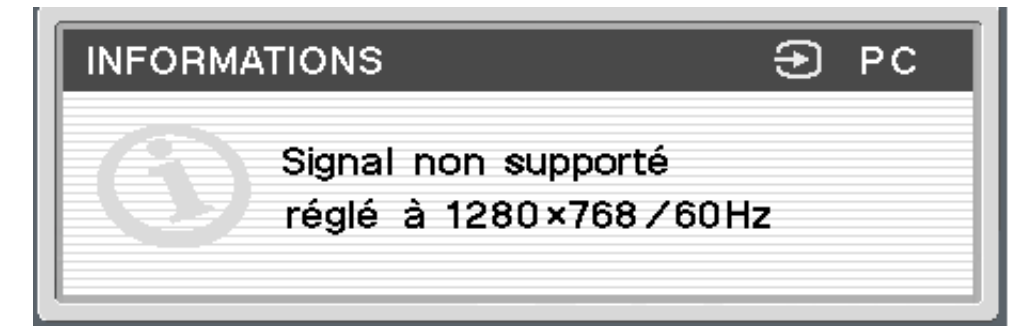 INFORMATIONS PC
Signal non supporté
réglé à 1280×768/60Hz